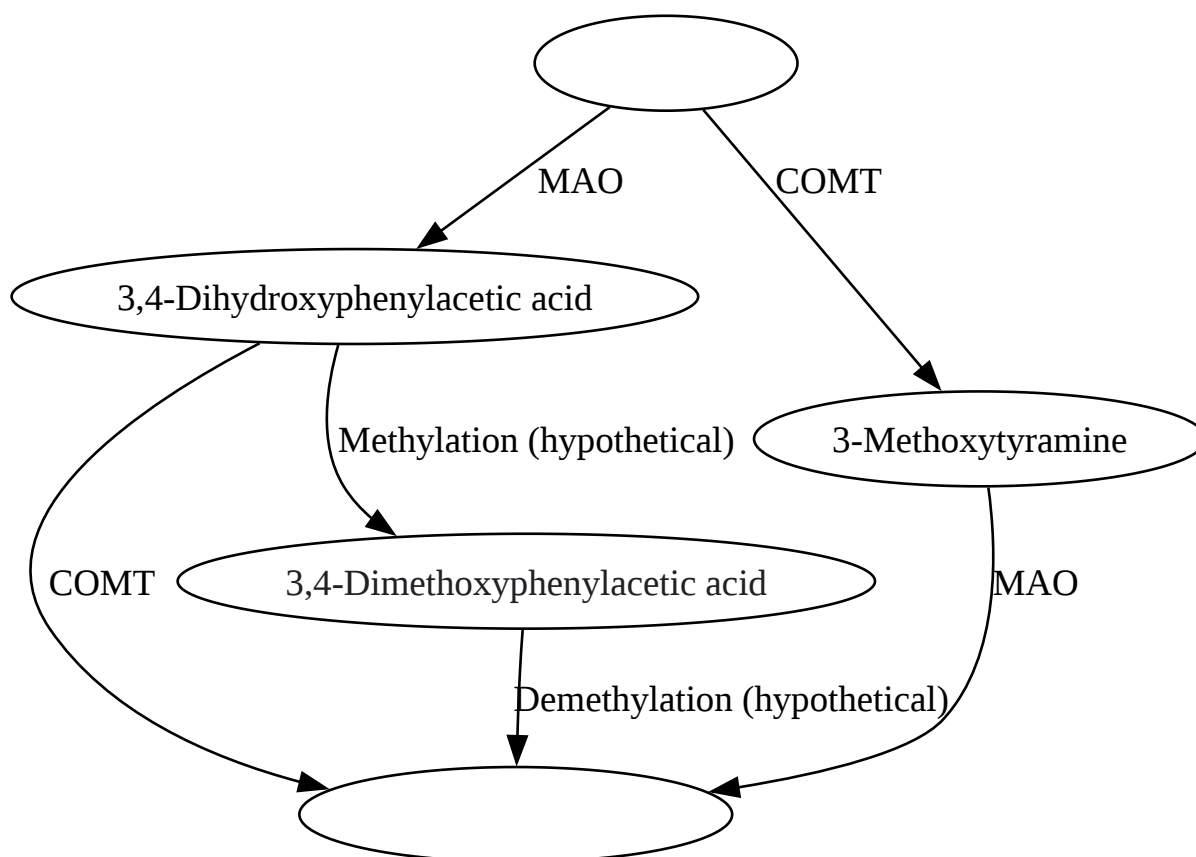 MAO
COMT
3,4-Dihydroxyphenylacetic acid
Methylation (hypothetical)
3-Methoxytyramine
COMT
3,4-Dimethoxyphenylacetic acid
MAO
Demethylation (hypothetical)